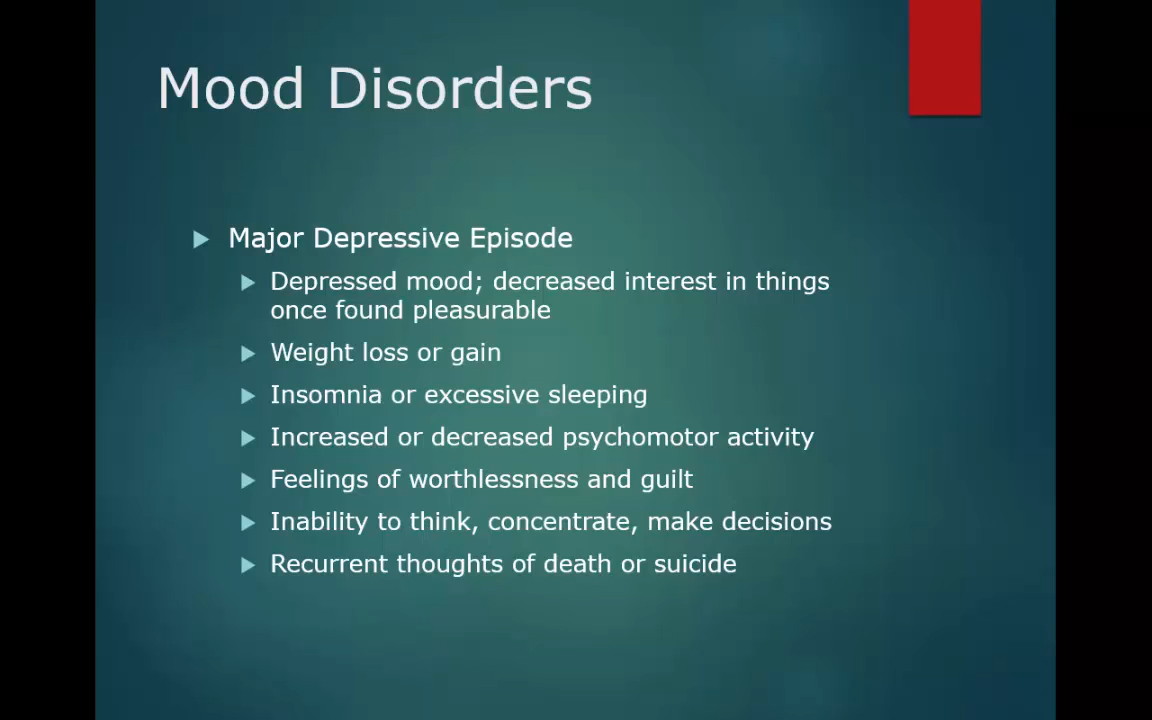 Mood Disorders
Major Depressive Episode
Depressed mood; decreased interest in things
once found pleasurable
Weight loss or gain
Insomnia or excessive sleeping
Increased or decreased psychomotor activity
Feelings of worthlessness and guilt
Inability to think, concentrate, make decisions
Recurrent thoughts of death or suicide